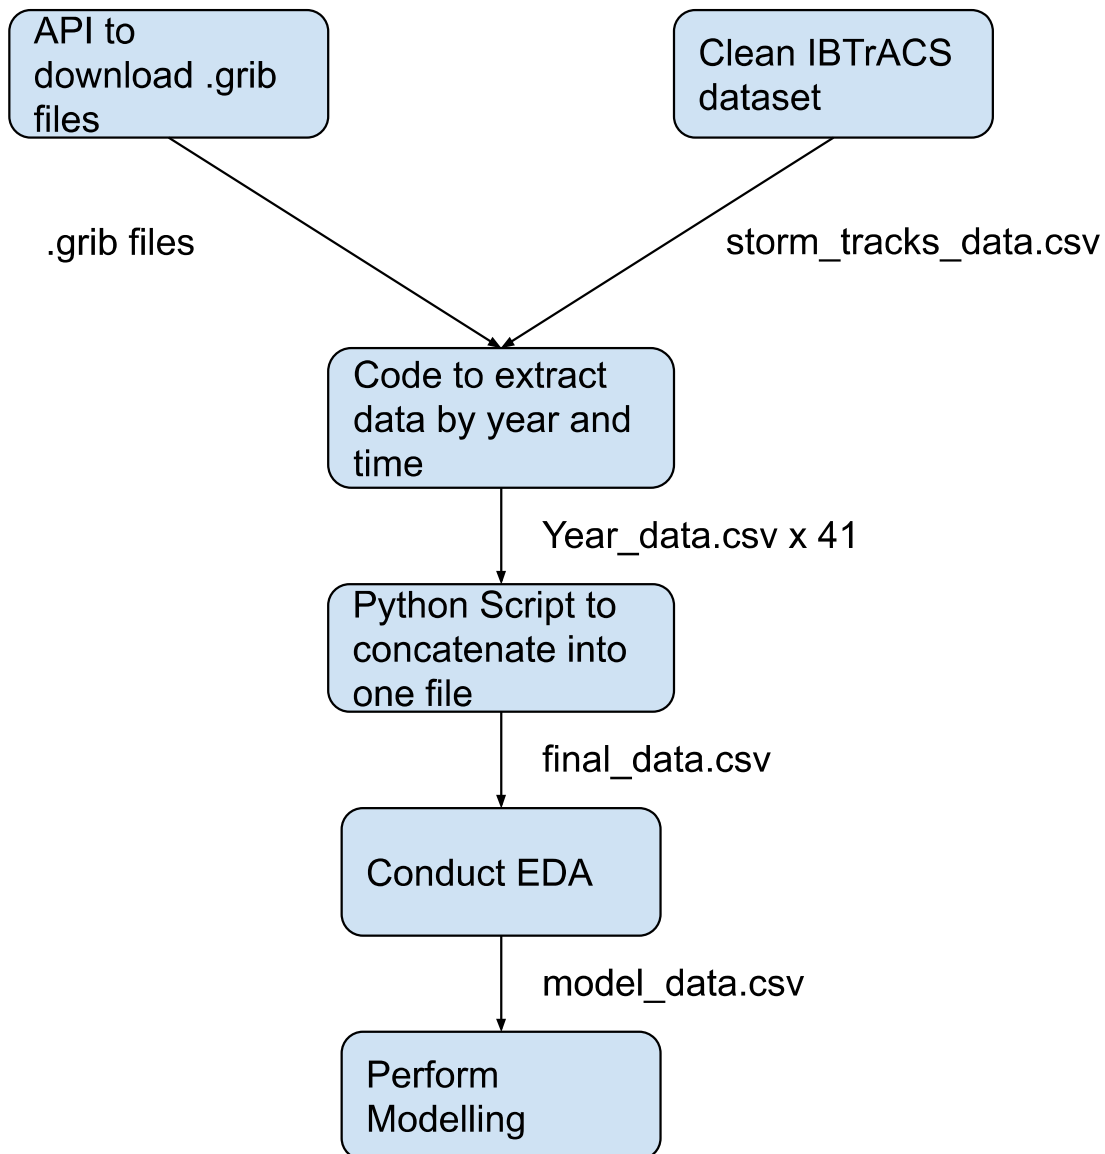 API to
download .grib
files
Clean IBTrACS
dataset
.grib files
storm_tracks_data.csv
Code to extract
data by year and
time
Year_data.csv x 41
Python Script to
concatenate into
one file
final_data.csv
Conduct EDA
model_data.csv
Perform
Modelling